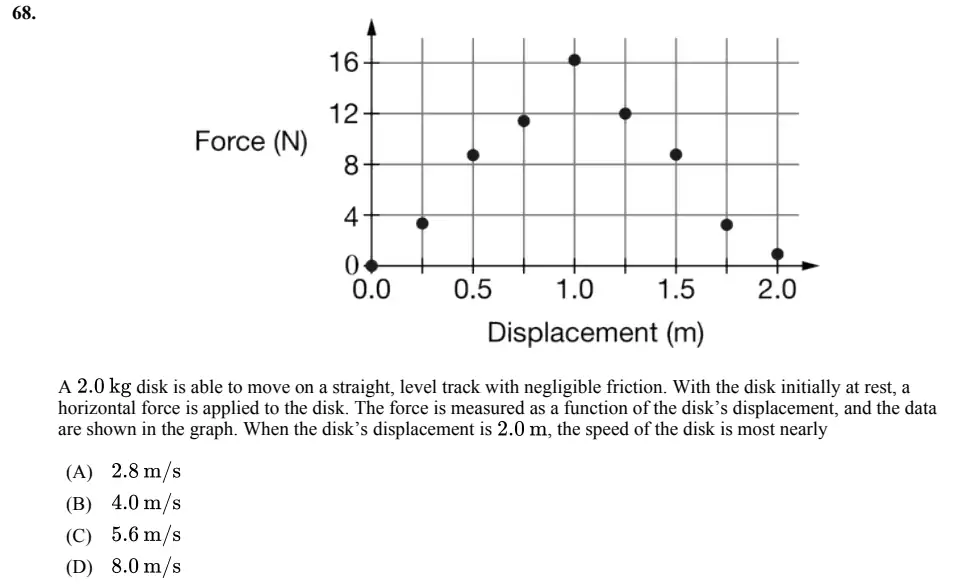 68.
16
12
Force (N)
8
4
0
0.0 0.5 1.0 1.5 2.0
Displacement (m)
A 2.0 kg disk is able to move on a straight, level track with negligible friction. With the disk initially at rest, a
horizontal force is applied to the disk. The force is measured as a function of the disk’s displacement, and the data
are shown in the graph. When the disk’s displacement is 2.0 m, the speed of the disk is most nearly
(A) 2.8 m/s
(B) 4.0 m/s
(C) 5.6 m/s
(D) 8.0 m/s